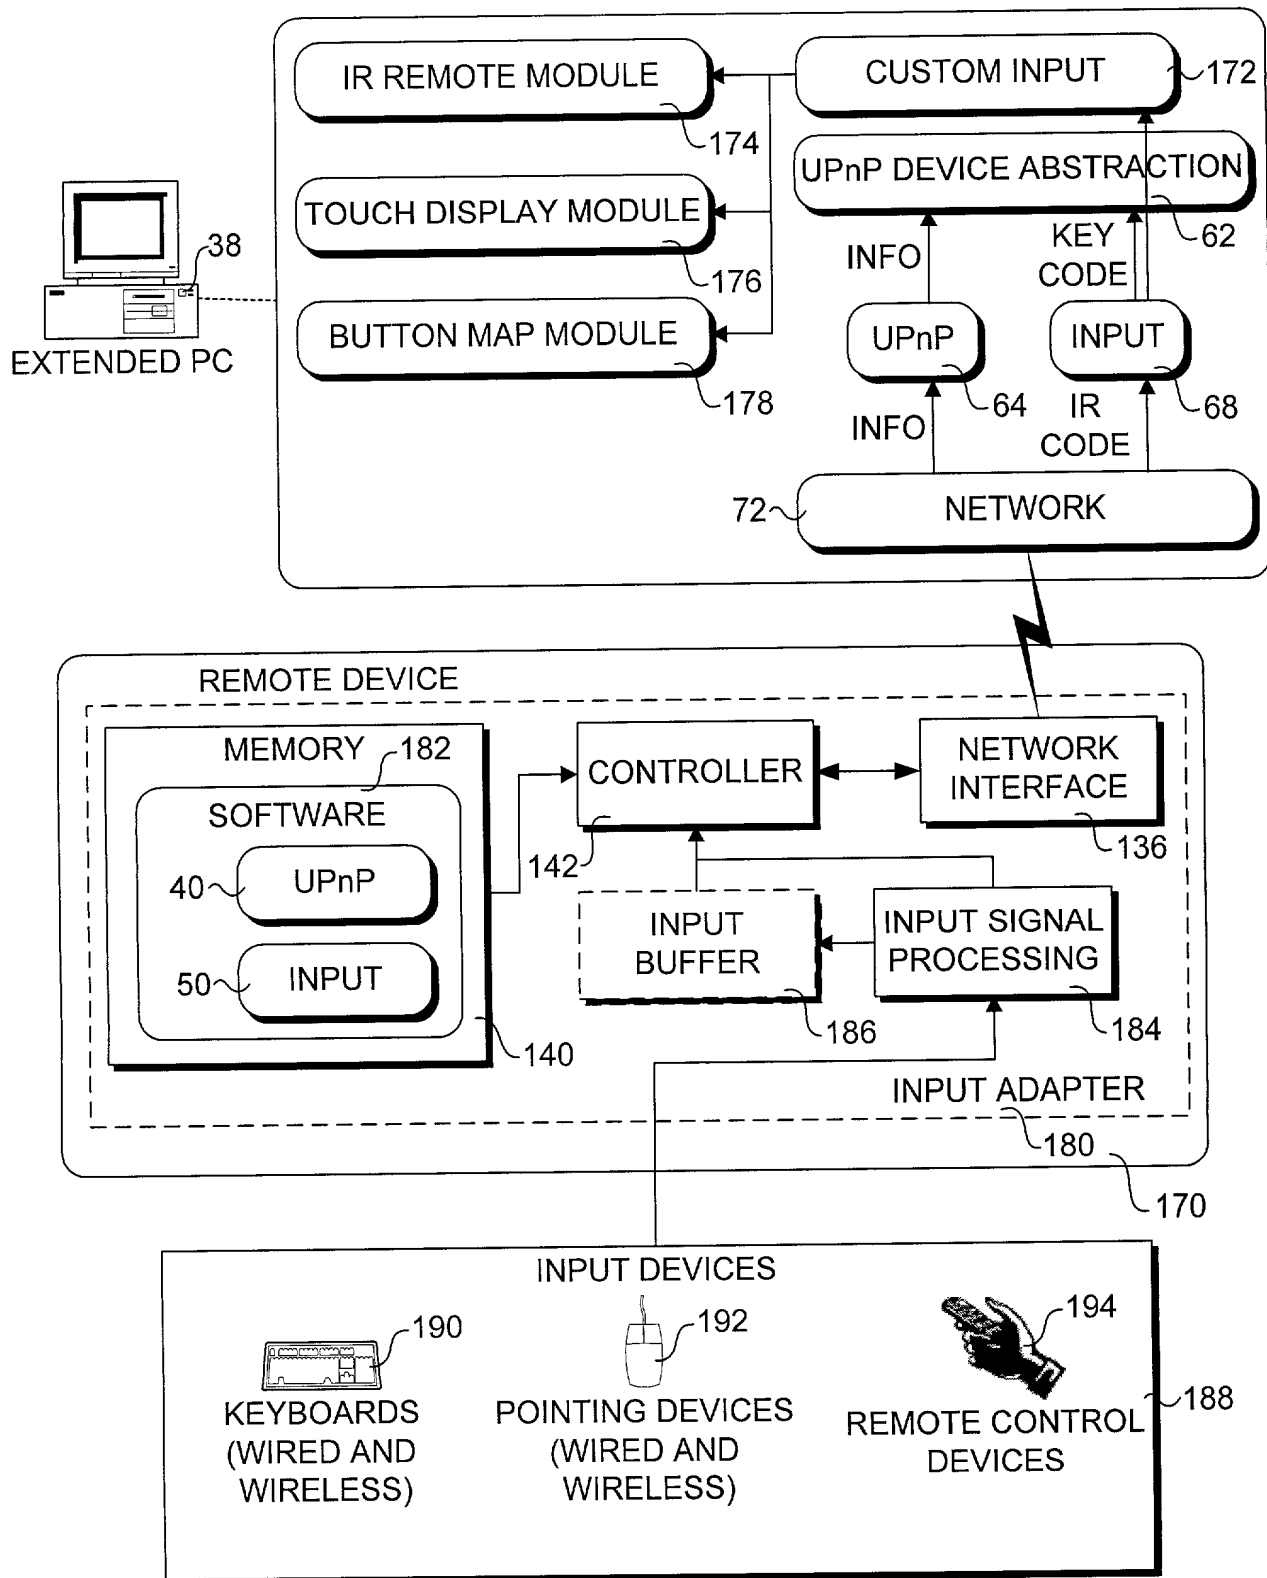 IR REMOTE MODULE
174
CUSTOM INPUT
172
UPnP DEVICE ABSTRACTION
62
TOUCH DISPLAY MODULE
176
38
EXTENDED PC
BUTTON MAP MODULE
178
INFO
KEY
CODE
UPnP
64
INPUT
68
INFO
IR
CODE
72
NETWORK
REMOTE DEVICE
MEMORY
182
SOFTWARE
40
UPnP
50
INPUT
140
CONTROLLER
142
NETWORK
INTERFACE
136
INPUT
BUFFER
186
INPUT SIGNAL
PROCESSING
184
INPUT ADAPTER
180
170
INPUT DEVICES
190
KEYBOARDS
(WIRED AND
WIRELESS)
192
POINTING DEVICES
(WIRED AND
WIRELESS)
194
REMOTE CONTROL
DEVICES
188